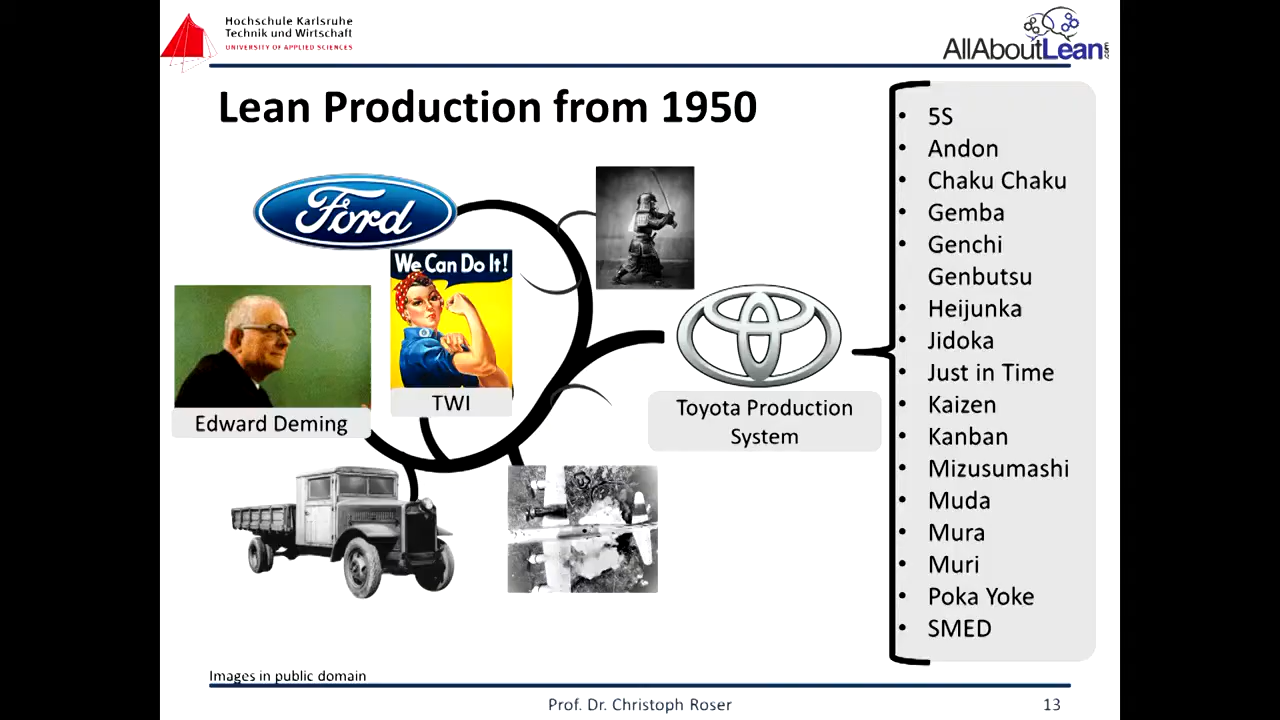 Hochschule Karlsruhe
Technik und Wirtschaft
UNIVERSITY OF APPLIED SCIENCES
AllAboutLean.com
Lean Production from 1950
Ford
We Can Do It!
Edward Deming
TWI
Toyota Production
System
• 5S
• Andon
• Chaku Chaku
• Gemba
• Genchi
Genbutsu
• Heijunka
• Jidoka
• Just in Time
• Kaizen
• Kanban
• Mizusumashi
• Muda
• Mura
• Muri
• Poka Yoke
• SMED
Images in public domain
Prof. Dr. Christoph Roser
13